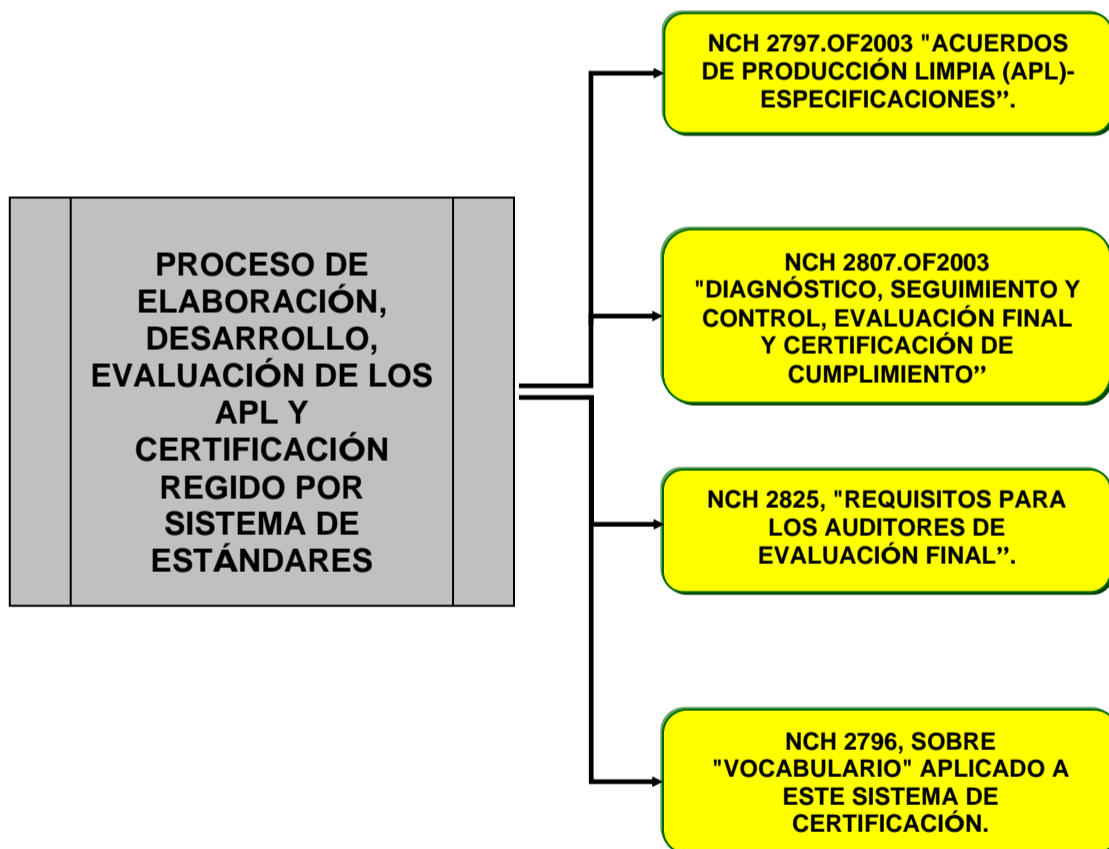 NCH 2797.OF2003 "ACUERDOS
DE PRODUCCIÓN LIMPIA (APL)-
ESPECIFICACIONES”.
PROCESO DE
ELABORACIÓN,
DESARROLLO,
EVALUACIÓN DE LOS
APL Y
CERTIFICACIÓN
REGIDO POR
SISTEMA DE
ESTÁNDARES
NCH 2807.OF2003
"DIAGNÓSTICO, SEGUIMIENTO Y
CONTROL, EVALUACIÓN FINAL
Y CERTIFICACIÓN DE
CUMPLIMIENTO”
NCH 2825, "REQUISITOS PARA
LOS AUDITORES DE
EVALUACIÓN FINAL”.
NCH 2796, SOBRE
"VOCABULARIO" APLICADO A
ESTE SISTEMA DE
CERTIFICACIÓN.